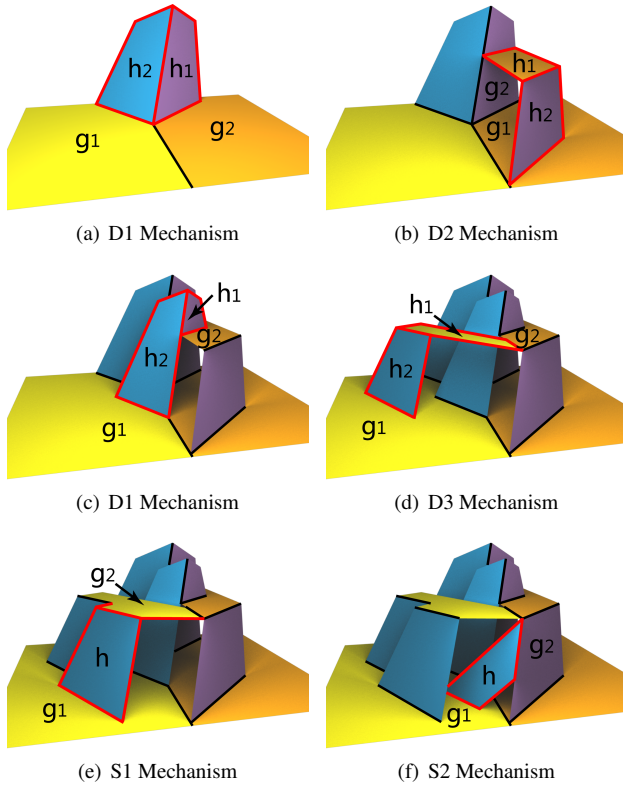 h2 h1
g1 g2
(a) D1 Mechanism
h1
g2
g1 h2
(b) D2 Mechanism
h1
g2
h2
g1
(c) D1 Mechanism
h1
g2
h2
g1
(d) D3 Mechanism
g2
h
g1
(e) S1 Mechanism
g2
h
g1
(f) S2 Mechanism